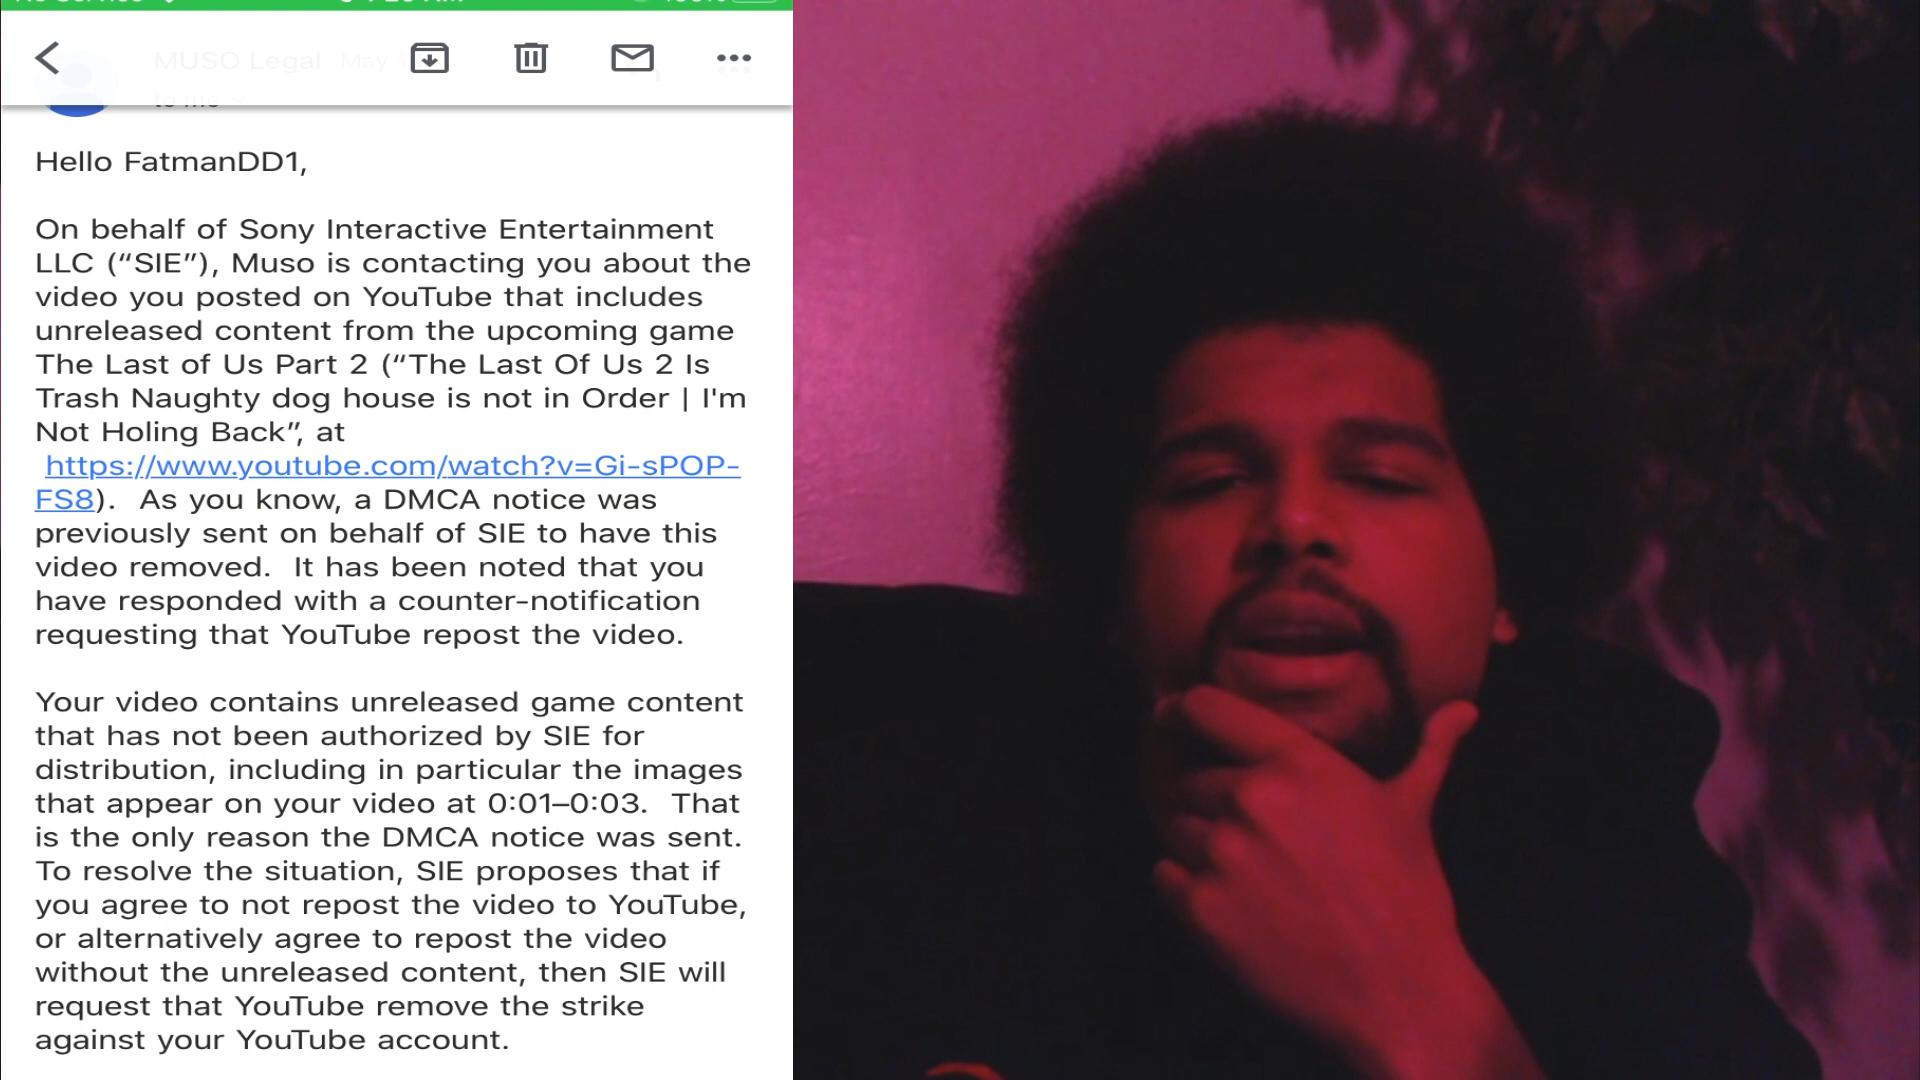 MUSO Legal May
to me
Hello FatmanDD1,
On behalf of Sony Interactive Entertainment
LLC (“SIE”), Muso is contacting you about the
video you posted on YouTube that includes
unreleased content from the upcoming game
The Last of Us Part 2 (“The Last Of Us 2 Is
Trash Naughty dog house is not in Order | I'm
Not Holing Back”, at
https://www.youtube.com/watch?v=Gi-sPOP-
FS8).  As you know, a DMCA notice was
previously sent on behalf of SIE to have this
video removed.  It has been noted that you
have responded with a counter-notification
requesting that YouTube repost the video.
Your video contains unreleased game content
that has not been authorized by SIE for
distribution, including in particular the images
that appear on your video at 0:01–0:03.  That
is the only reason the DMCA notice was sent.
To resolve the situation, SIE proposes that if
you agree to not repost the video to YouTube,
or alternatively agree to repost the video
without the unreleased content, then SIE will
request that YouTube remove the strike
against your YouTube account.